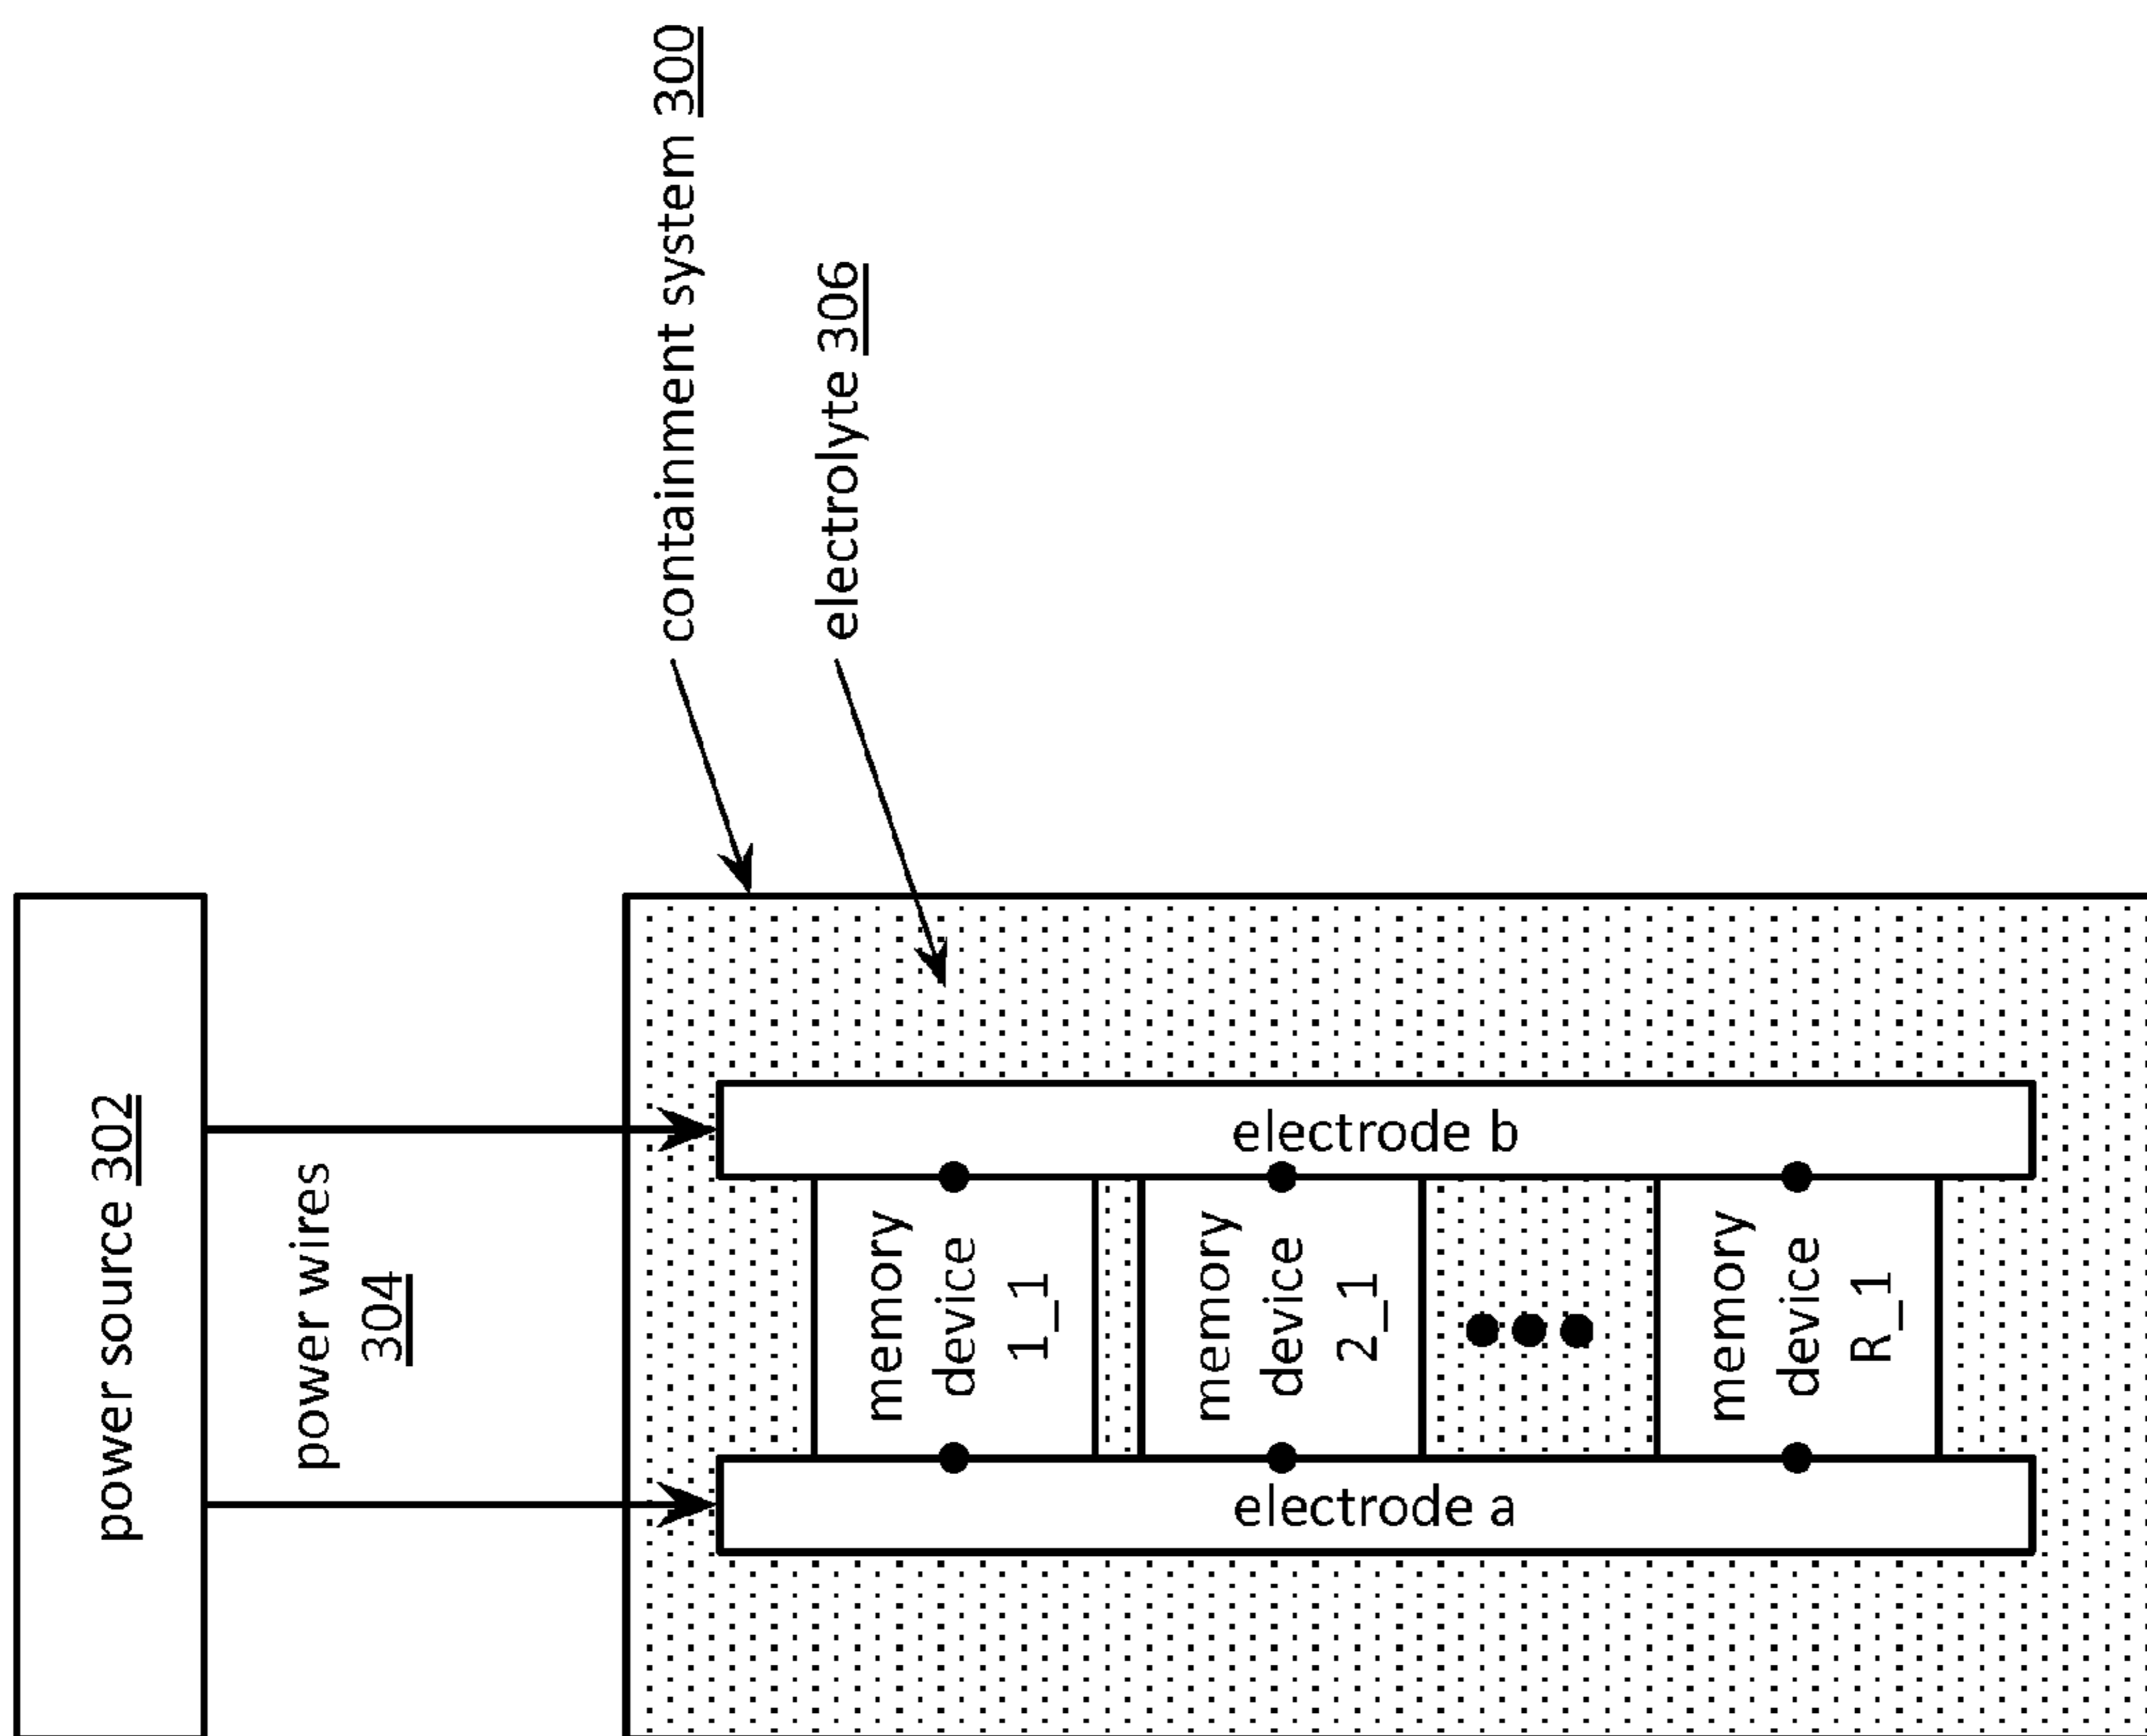 power source 302
power wires
304
containment system 300
electrolyte 306
electrode b
memory
device
1_1
memory
device
2_1
memory
device
R_1
electrode a